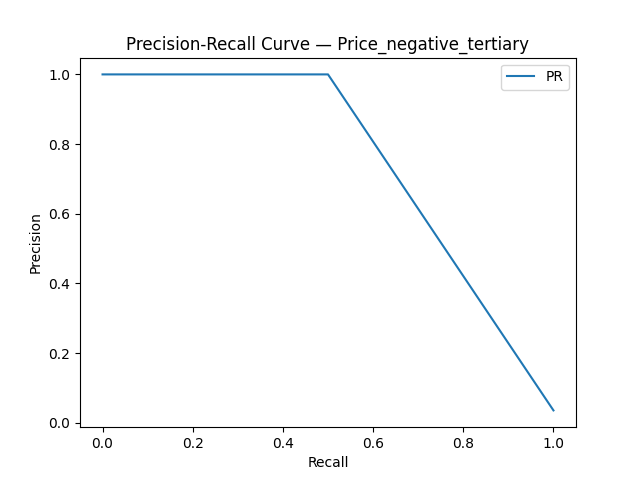 Precision-Recall Curve — Price_negative_tertiary
PR
1.0
0.8
0.6
0.4
0.2
0.0
Precision
0.0 0.2 0.4 0.6 0.8 1.0
Recall